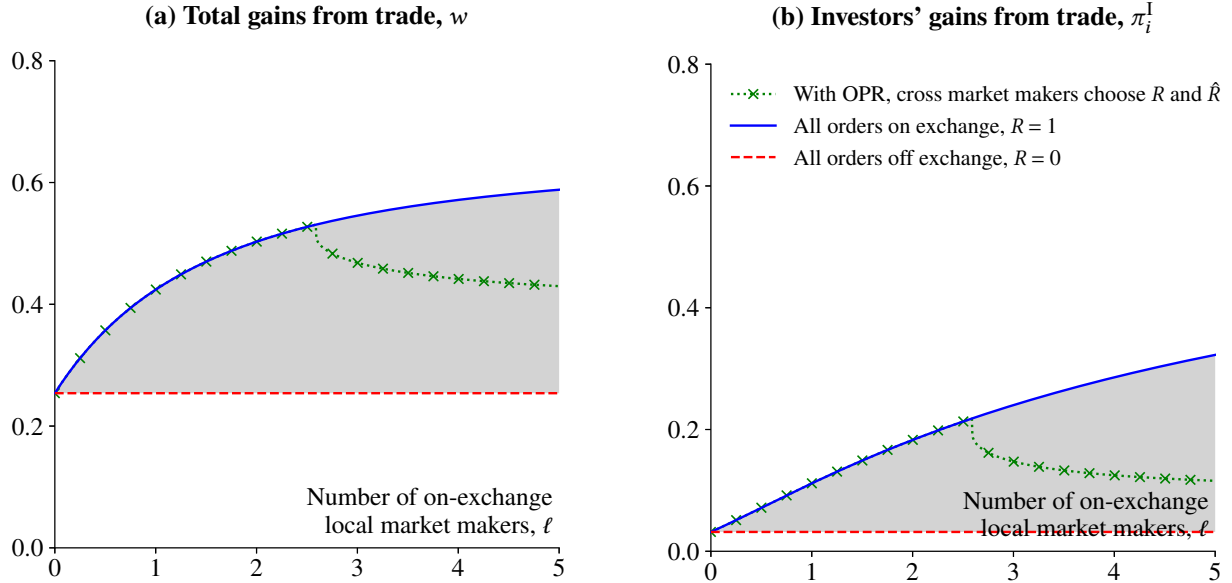 (a) Total gains from trade, w
0.8
0.6
0.4
0.2
0.0
0 1 2 3 4 5
Number of on-exchange
local market makers, ℓ
(b) Investors' gains from trade, π_i^I
0.8
0.6
0.4
0.2
0.0
0 1 2 3 4 5
With OPR, cross market makers choose R and R̂
All orders on exchange, R = 1
All orders off exchange, R = 0
Number of on-exchange
local market makers, ℓ